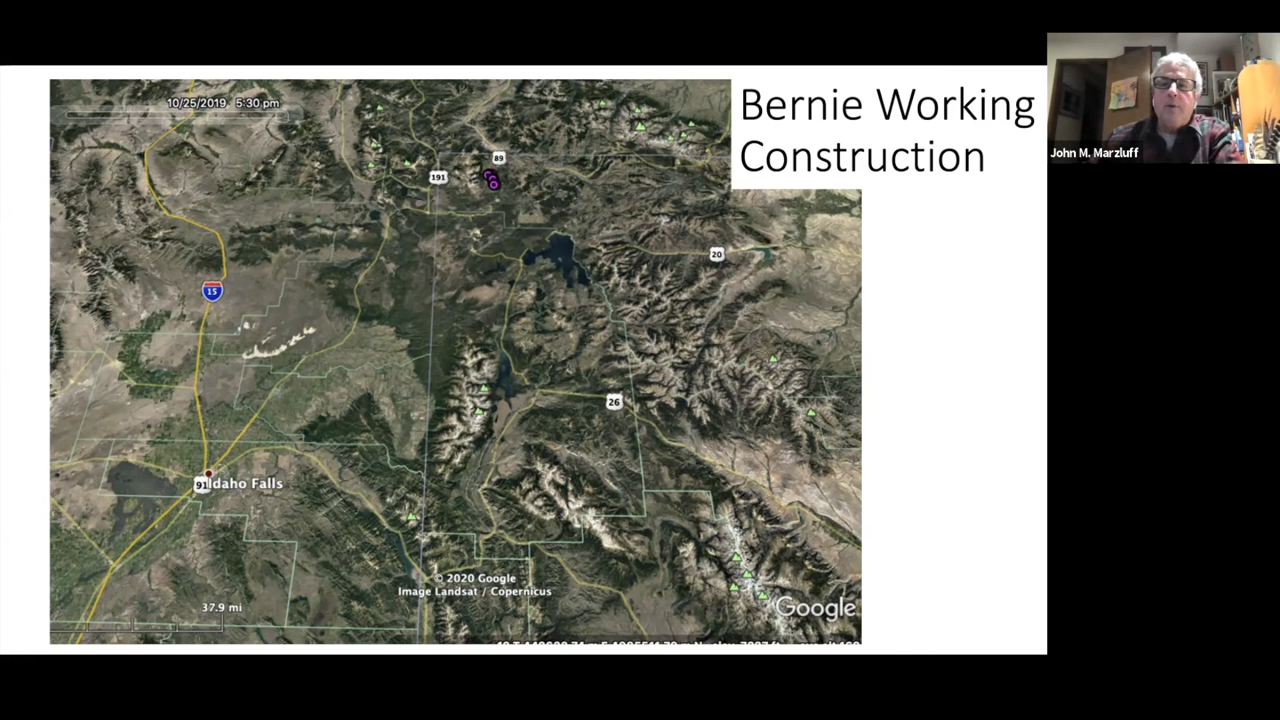 Bernie Working
Construction
John M. Marzluff
10/25/2019 5:30 pm
89
191
20
15
26
91
Idaho Falls
© 2020 Google
Image Landsat / Copernicus
37.9 mi
Google